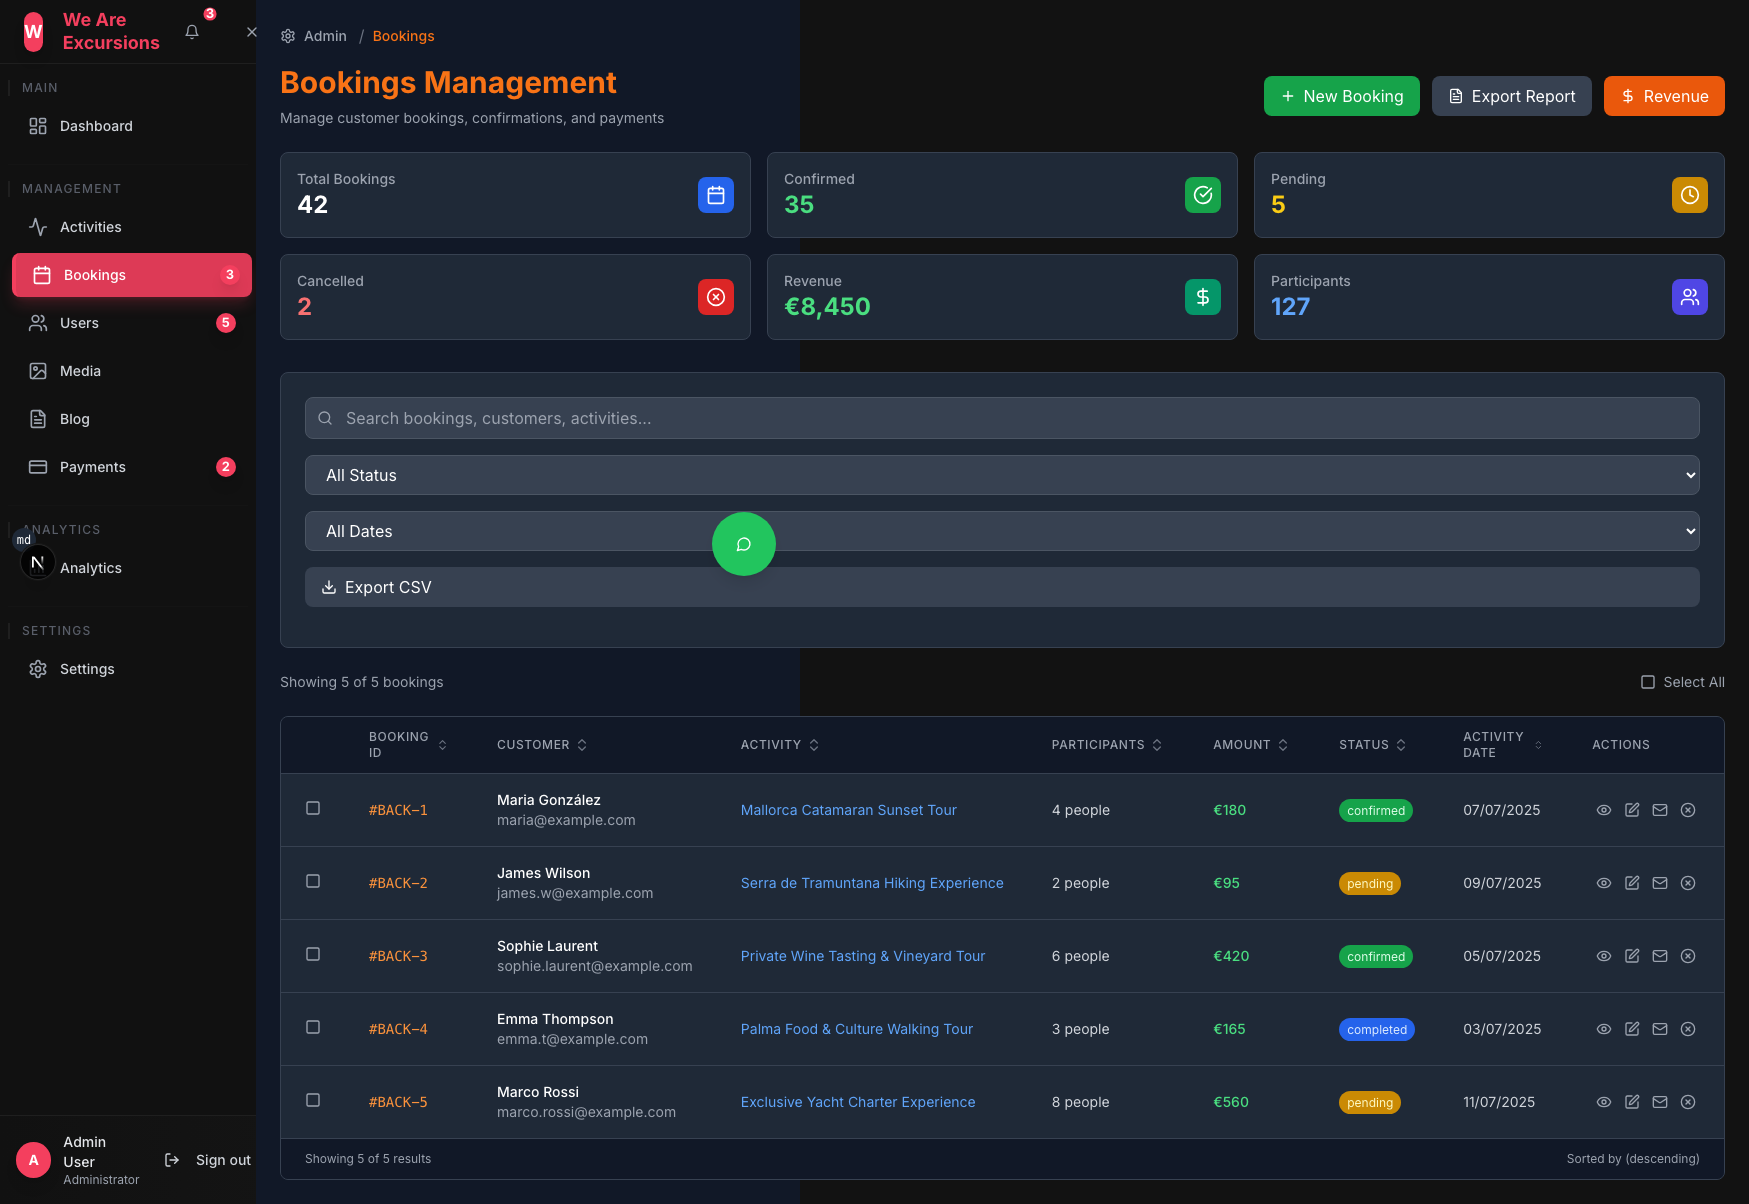 W
We Are
Excursions
3
MAIN
Dashboard
MANAGEMENT
Activities
Bookings
3
Users
5
Media
Blog
Payments
2
ANALYTICS
md
N
Analytics
SETTINGS
Settings
A
Admin
User
Administrator
Sign out
Admin / Bookings
Bookings Management
Manage customer bookings, confirmations, and payments
New Booking
Export Report
Revenue
Total Bookings
42
Confirmed
35
Pending
5
Cancelled
2
Revenue
€8,450
Participants
127
Search bookings, customers, activities...
All Status
All Dates
Export CSV
Showing 5 of 5 bookings
Select All
BOOKING ID CUSTOMER ACTIVITY PARTICIPANTS AMOUNT STATUS ACTIVITY DATE ACTIONS
#BACK-1 Maria González Mallorca Catamaran Sunset Tour 4 people €180 confirmed 07/07/2025
maria@example.com
#BACK-2 James Wilson Serra de Tramuntana Hiking Experience 2 people €95 pending 09/07/2025
james.w@example.com
#BACK-3 Sophie Laurent Private Wine Tasting & Vineyard Tour 6 people €420 confirmed 05/07/2025
sophie.laurent@example.com
#BACK-4 Emma Thompson Palma Food & Culture Walking Tour 3 people €165 completed 03/07/2025
emma.t@example.com
#BACK-5 Marco Rossi Exclusive Yacht Charter Experience 8 people €560 pending 11/07/2025
marco.rossi@example.com
Showing 5 of 5 results
Sorted by (descending)